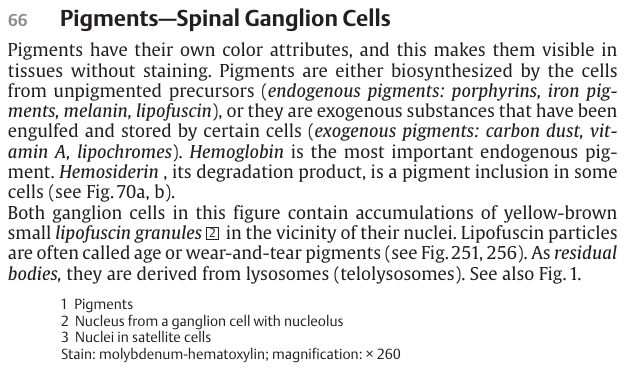 66 Pigments—Spinal Ganglion Cells
Pigments have their own color attributes, and this makes them visible in
tissues without staining. Pigments are either biosynthesized by the cells
from unpigmented precursors (endogenous pigments: porphyrins, iron pig-
ments, melanin, lipofuscin), or they are exogenous substances that have been
engulfed and stored by certain cells (exogenous pigments: carbon dust, vit-
amin A, lipochromes). Hemoglobin is the most important endogenous pig-
ment. Hemosiderin , its degradation product, is a pigment inclusion in some
cells (see Fig. 70a, b).
Both ganglion cells in this figure contain accumulations of yellow-brown
small lipofuscin granules 2 in the vicinity of their nuclei. Lipofuscin particles
are often called age or wear-and-tear pigments (see Fig. 251, 256). As residual
bodies, they are derived from lysosomes (telolysosomes). See also Fig. 1.
1 Pigments
2 Nucleus from a ganglion cell with nucleolus
3 Nuclei in satellite cells
Stain: molybdenum-hematoxylin; magnification: × 260